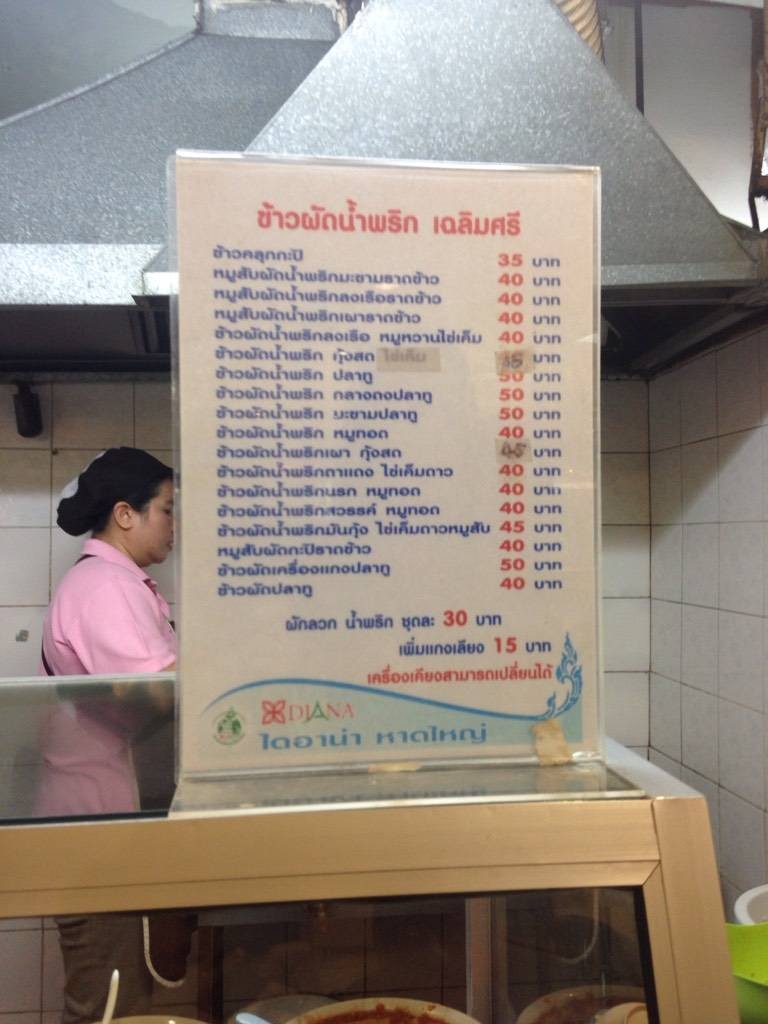 ข้าวผัดน้ำพริก เฉลิมศรี
ข้าวคลุกกะปิ 35 บาท
หมูสับผัดน้ำพริกมะขามราดข้าว 40 บาท
หมูสับผัดน้ำพริกลงเรือราดข้าว 40 บาท
หมูสับผัดน้ำพริกเผาราดข้าว 40 บาท
ข้าวผัดน้ำพริกลงเรือ หมูหวานไข่เค็ม 40 บาท
ข้าวผัดน้ำพริก กุ้งสด ไข่เค็ม 45 บาท
ข้าวผัดน้ำพริก ปลาทู 50 บาท
ข้าวผัดน้ำพริก กลางดงปลาทู 50 บาท
ข้าวผัดน้ำพริก มะขามปลาทู 50 บาท
ข้าวผัดน้ำพริก หมูทอด 40 บาท
ข้าวผัดน้ำพริกเผา กุ้งสด 45 บาท
ข้าวผัดน้ำพริกตาแดง ไข่เค็มดาว 40 บาท
ข้าวผัดน้ำพริกนรก หมูทอด 40 บาท
ข้าวผัดน้ำพริกสวรรค์ หมูทอด 40 บาท
ข้าวผัดน้ำพริกมันกุ้ง ไข่เค็มดาวหมูสับ 45 บาท
หมูสับผัดกะปิราดข้าว 40 บาท
ข้าวผัดเครื่องแกงปลาทู 50 บาท
ข้าวผัดปลาทู 40 บาท
ผักลวก น้ำพริก ชุดละ 30 บาท
เพิ่มแกงเลียง 15 บาท
เครื่องเคียงสามารถเปลี่ยนได้
DIANA
ไดอาน่า หาดใหญ่